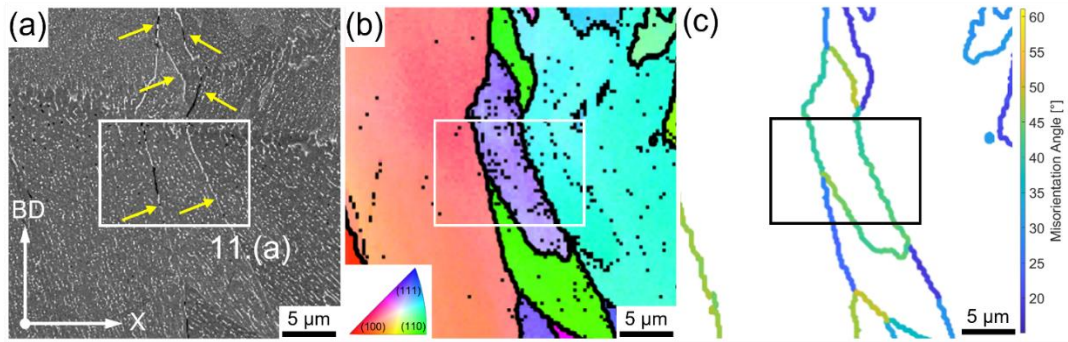 (a)
BD
X
11.(a)
5 µm
(b)
(111)
(100)
(110)
5 µm
(c)
60
55
50
45
40
35
30
25
20
Misorientation Angle [°]
5 µm